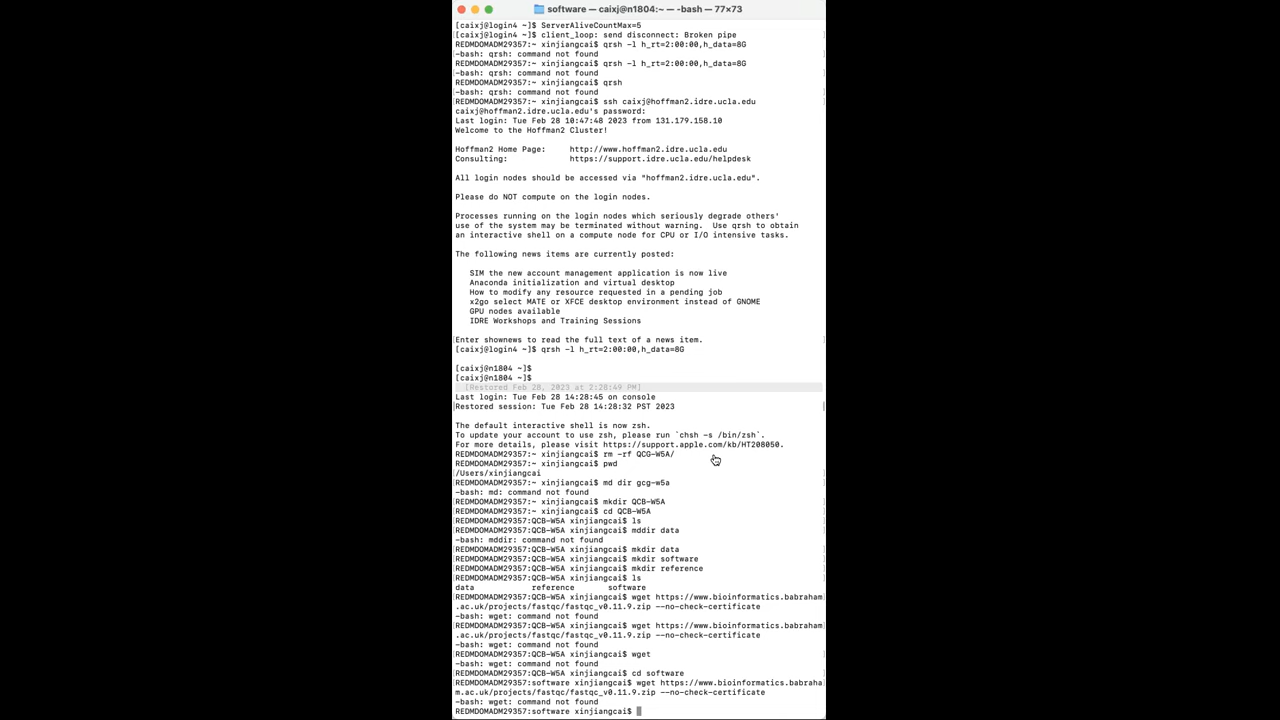 software — caixj@n1804:~ — -bash — 77×73
[caixj@login4 ~]$ ServerAliveCountMax=5
[caixj@login4 ~]$ client_loop: send disconnect: Broken pipe
REDMDOMADM29357:~ xinjiangcai$ qrsh -l h_rt=2:00:00,h_data=8G
-bash: qrsh: command not found
REDMDOMADM29357:~ xinjiangcai$ qrsh -l h_rt=2:00:00,h_data=8G
-bash: qrsh: command not found
REDMDOMADM29357:~ xinjiangcai$ qrsh
-bash: qrsh: command not found
REDMDOMADM29357:~ xinjiangcai$ ssh caixj@hoffman2.idre.ucla.edu
caixj@hoffman2.idre.ucla.edu's password:
Last login: Tue Feb 28 10:47:48 2023 from 131.179.158.10
Welcome to the Hoffman2 Cluster!
Hoffman2 Home Page:     http://www.hoffman2.idre.ucla.edu
Consulting:             https://support.idre.ucla.edu/helpdesk
All login nodes should be accessed via "hoffman2.idre.ucla.edu".
Please do NOT compute on the login nodes.
Processes running on the login nodes which seriously degrade others'
use of the system may be terminated without warning.  Use qrsh to obtain
an interactive shell on a compute node for CPU or I/O intensive tasks.
The following news items are currently posted:
SIM the new account management application is now live
Anaconda initialization and virtual desktop
How to modify any resource requested in a pending job
x2go select MATE or XFCE desktop environment instead of GNOME
GPU nodes available
IDRE Workshops and Training Sessions
Enter shownews to read the full text of a news item.
[caixj@login4 ~]$ qrsh -l h_rt=2:00:00,h_data=8G
[caixj@n1804 ~]$
[caixj@n1804 ~]$
[Restored Feb 28, 2023 at 2:28:49 PM]
Last login: Tue Feb 28 14:28:45 on console
Restored session: Tue Feb 28 14:28:32 PST 2023
The default interactive shell is now zsh.
To update your account to use zsh, please run `chsh -s /bin/zsh`.
For more details, please visit https://support.apple.com/kb/HT208050.
REDMDOMADM29357:~ xinjiangcai$ rm -rf QCG-W5A/
REDMDOMADM29357:~ xinjiangcai$ pwd
/Users/xinjiangcai
REDMDOMADM29357:~ xinjiangcai$ md dir gcg-w5a
-bash: md: command not found
REDMDOMADM29357:~ xinjiangcai$ mkdir QCB-W5A
REDMDOMADM29357:~ xinjiangcai$ cd QCB-W5A
REDMDOMADM29357:QCB-W5A xinjiangcai$ ls
REDMDOMADM29357:QCB-W5A xinjiangcai$ mddir data
-bash: mddir: command not found
REDMDOMADM29357:QCB-W5A xinjiangcai$ mkdir data
REDMDOMADM29357:QCB-W5A xinjiangcai$ mkdir software
REDMDOMADM29357:QCB-W5A xinjiangcai$ mkdir reference
REDMDOMADM29357:QCB-W5A xinjiangcai$ ls
data            reference       software
REDMDOMADM29357:QCB-W5A xinjiangcai$ wget https://www.bioinformatics.babraham
.ac.uk/projects/fastqc/fastqc_v0.11.9.zip --no-check-certificate
-bash: wget: command not found
REDMDOMADM29357:QCB-W5A xinjiangcai$ wget https://www.bioinformatics.babraham
.ac.uk/projects/fastqc/fastqc_v0.11.9.zip --no-check-certificate
-bash: wget: command not found
REDMDOMADM29357:QCB-W5A xinjiangcai$ wget
-bash: wget: command not found
REDMDOMADM29357:QCB-W5A xinjiangcai$ cd software
REDMDOMADM29357:software xinjiangcai$ wget https://www.bioinformatics.babraha
m.ac.uk/projects/fastqc/fastqc_v0.11.9.zip --no-check-certificate
-bash: wget: command not found
REDMDOMADM29357:software xinjiangcai$